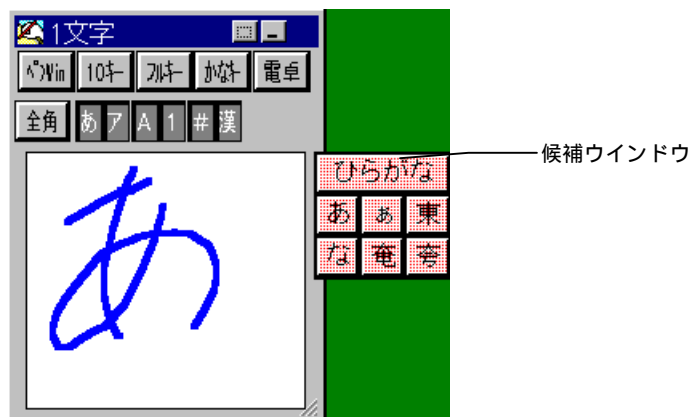 1文字
ペンWin 10キー フルキー かなキー 電卓
全角 あ ア A 1 # 漢
あ
候補ウインドウ
ひらがな
あ ぁ 東
な 奄 寄